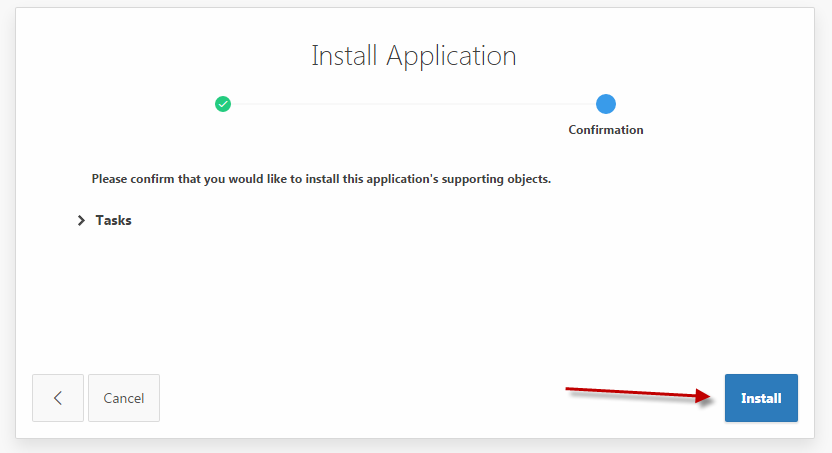 Install Application
Confirmation
Please confirm that you would like to install this application's supporting objects.
Tasks
Cancel
Install